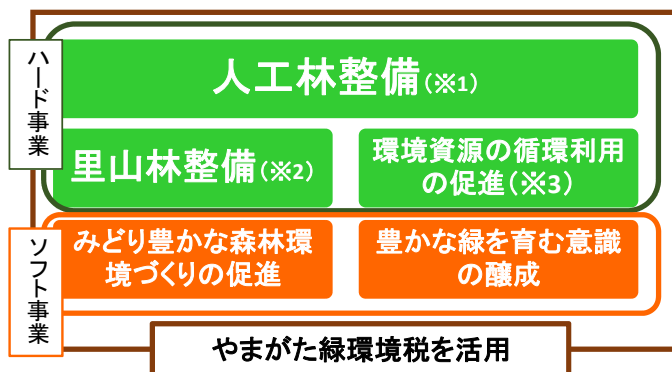 ハード事業
人工林整備(※1)
里山林整備(※2)
環境資源の循環利用
の促進(※3)
ソフト事業
みどり豊かな森林環
境づくりの促進
豊かな緑を育む意識
の醸成
やまがた緑環境税を活用